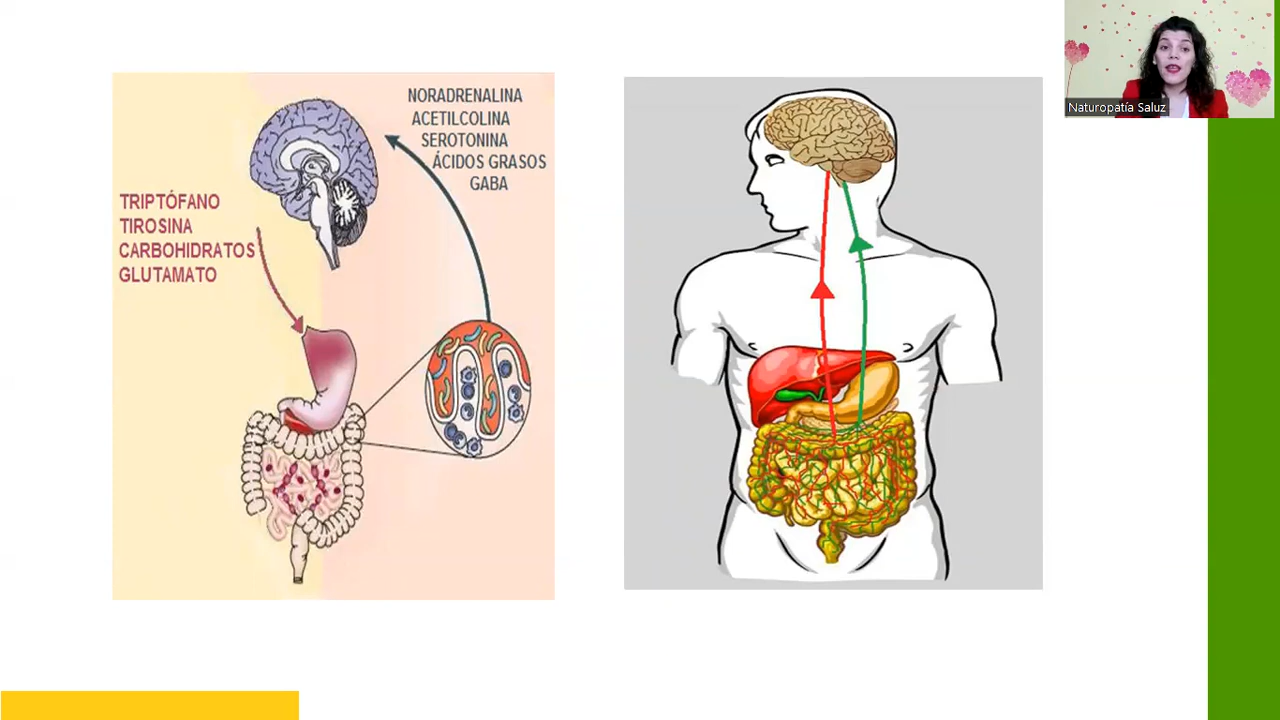 NORADRENALINA
ACETILCOLINA
SEROTONINA
ÁCIDOS GRASOS
GABA
TRIPTÓFANO
TIROSINA
CARBOHIDRATOS
GLUTAMATO
Naturopatía Saluz